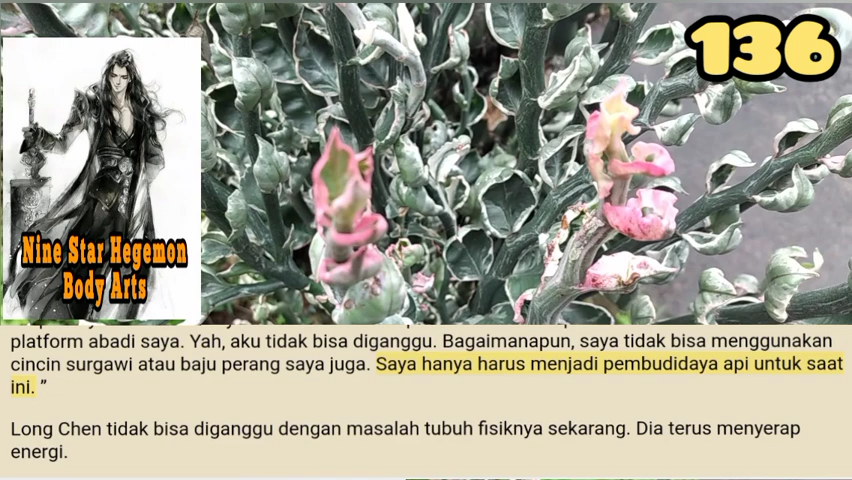 136
Nine Star Hegemon
Body Arts
platform abadi saya. Yah, aku tidak bisa diganggu. Bagaimanapun, saya tidak bisa menggunakan
cincin surgawi atau baju perang saya juga. Saya hanya harus menjadi pembudidaya api untuk saat
ini. ”
Long Chen tidak bisa diganggu dengan masalah tubuh fisiknya sekarang. Dia terus menyerap
energi.